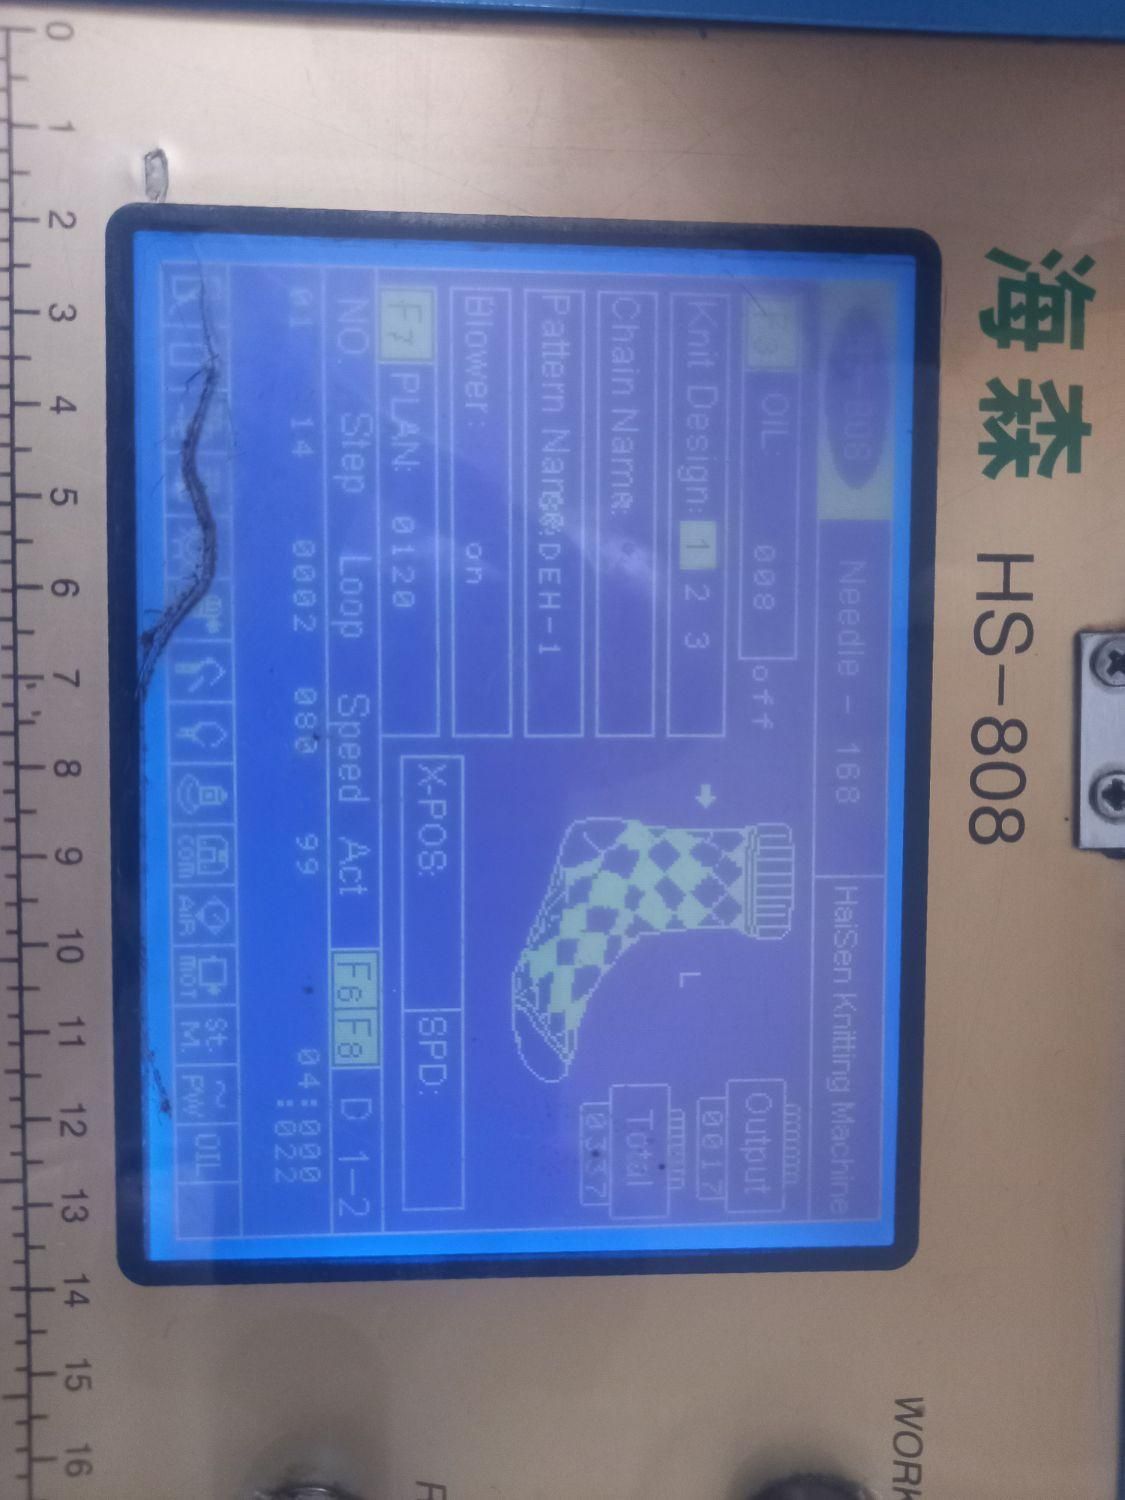 海森 HS-808
WORK
Needle - 168
HaiSen Knitting Machine
OIL: 008 off
Knit Design: 1 2 3
Chain Name:
Pattern Name: DEH-1
Blower: on
F7 PLAN: 0120
L
Output
0017
Total
0337
X-POS: SPD:
NO. Step Loop Speed Act F6 F8 D 1-2
01 14 0002 080 99 04:000
:022
COM AIR MOT St. M. ~ PW OIL
0 1 2 3 4 5 6 7 8 9 10 11 12 13 14 15 16